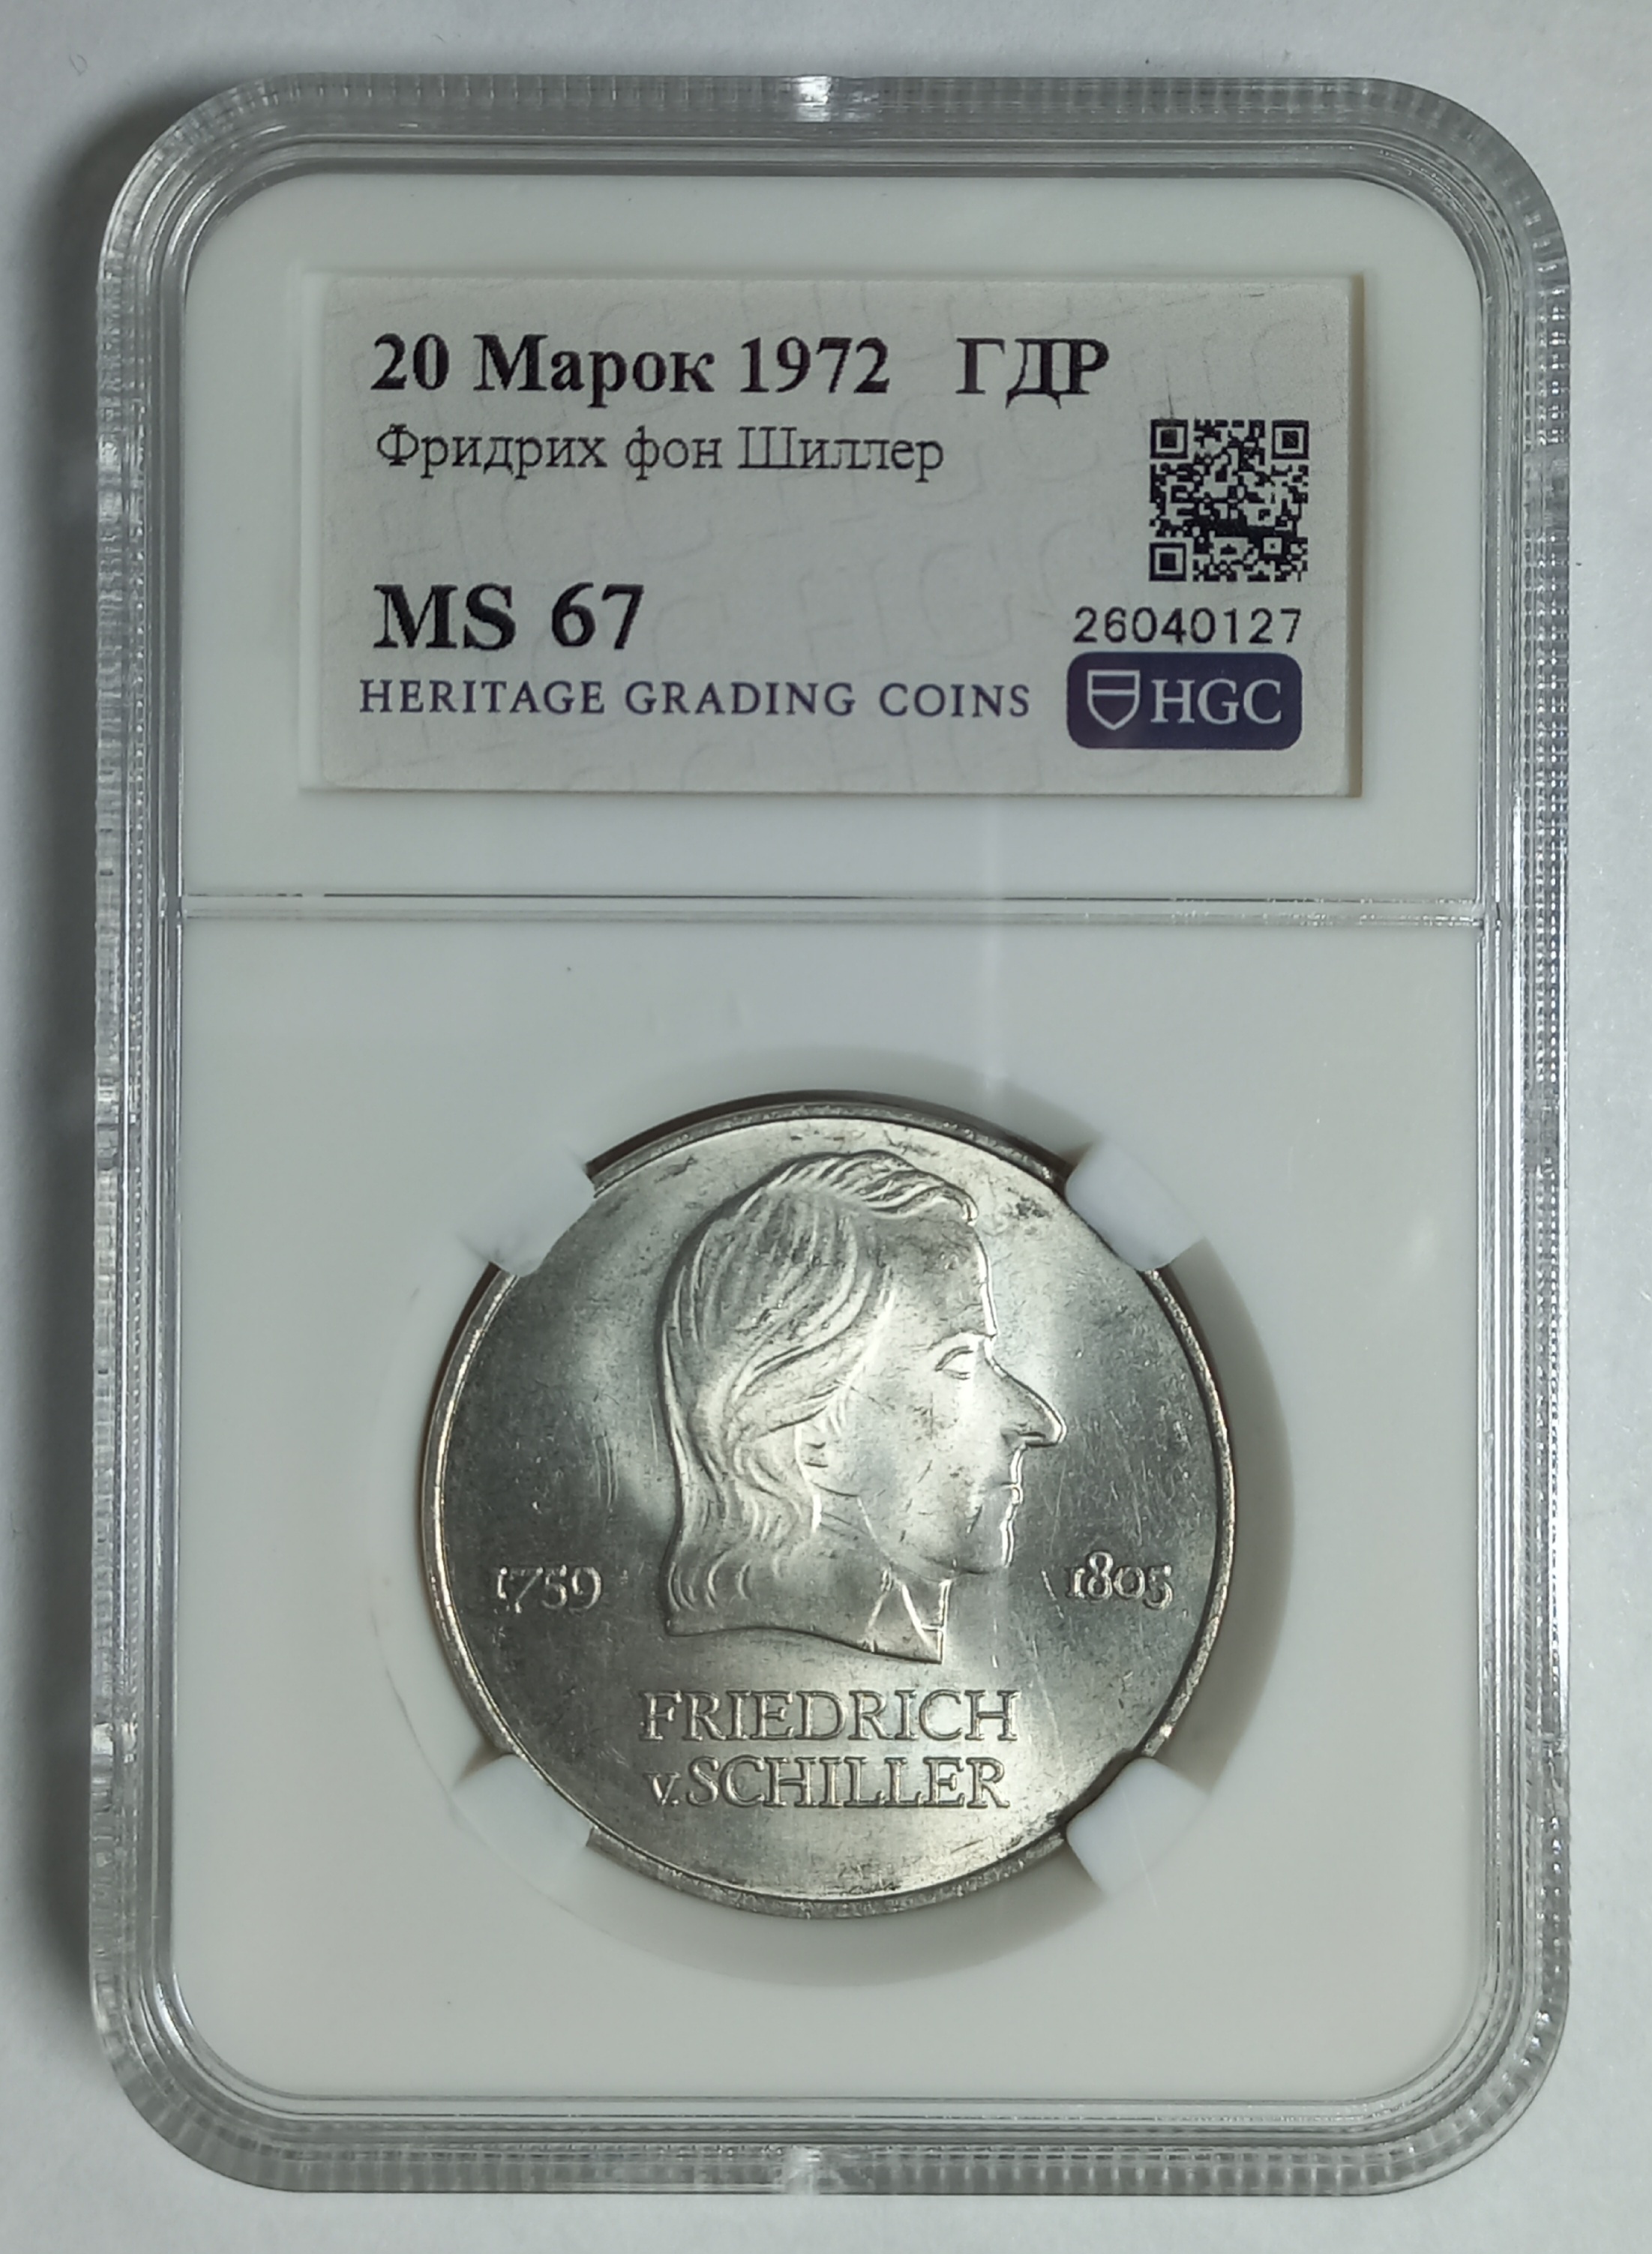 20 Марок 1972 ГДР
Фридрих фон Шиллер
MS 67
26040127
HERITAGE GRADING COINS
HGC
1759
1805
FRIEDRICH
v.SCHILLER